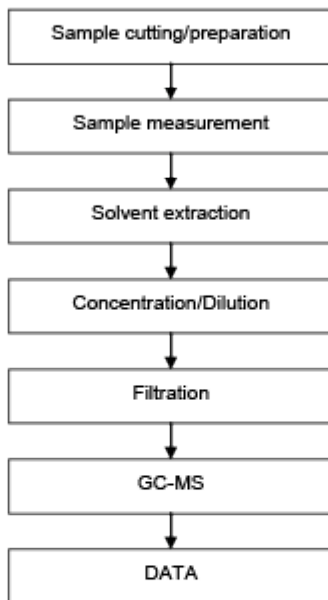 Sample cutting/preparation
Sample measurement
Solvent extraction
Concentration/Dilution
Filtration
GC-MS
DATA